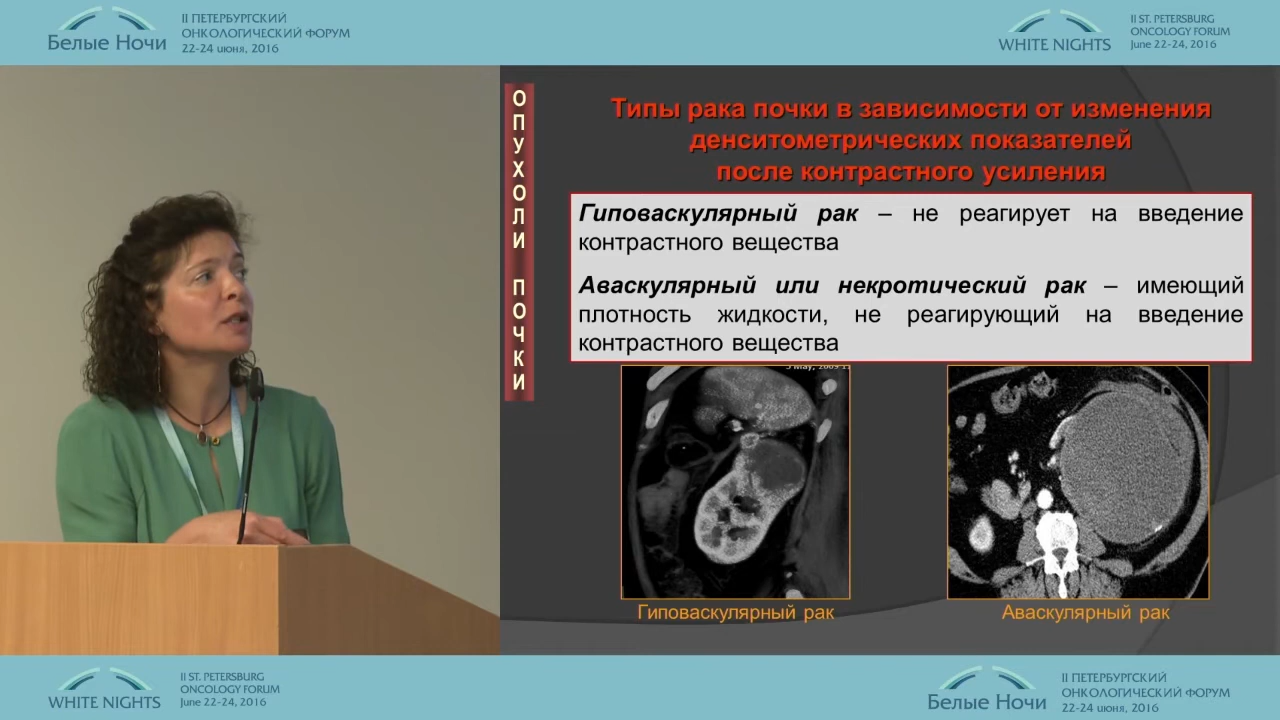 II ПЕТЕРБУРГСКИЙ
ОНКОЛОГИЧЕСКИЙ ФОРУМ
Белые Ночи
22-24 июня, 2016
II ST. PETERSBURG
ONCOLOGY FORUM
WHITE NIGHTS
June 22-24, 2016
ОПУХОЛИ ПОЧКИ
Типы рака почки в зависимости от изменения
денситометрических показателей
после контрастного усиления
Гиповаскулярный рак – не реагирует на введение
контрастного вещества
Аваскулярный или некротический рак – имеющий
плотность жидкости, не реагирующий на введение
контрастного вещества
Гиповаскулярный рак
Аваскулярный рак
II ST. PETERSBURG
ONCOLOGY FORUM
WHITE NIGHTS
June 22-24, 2016
II ПЕТЕРБУРГСКИЙ
ОНКОЛОГИЧЕСКИЙ ФОРУМ
Белые Ночи
22-24 июня, 2016